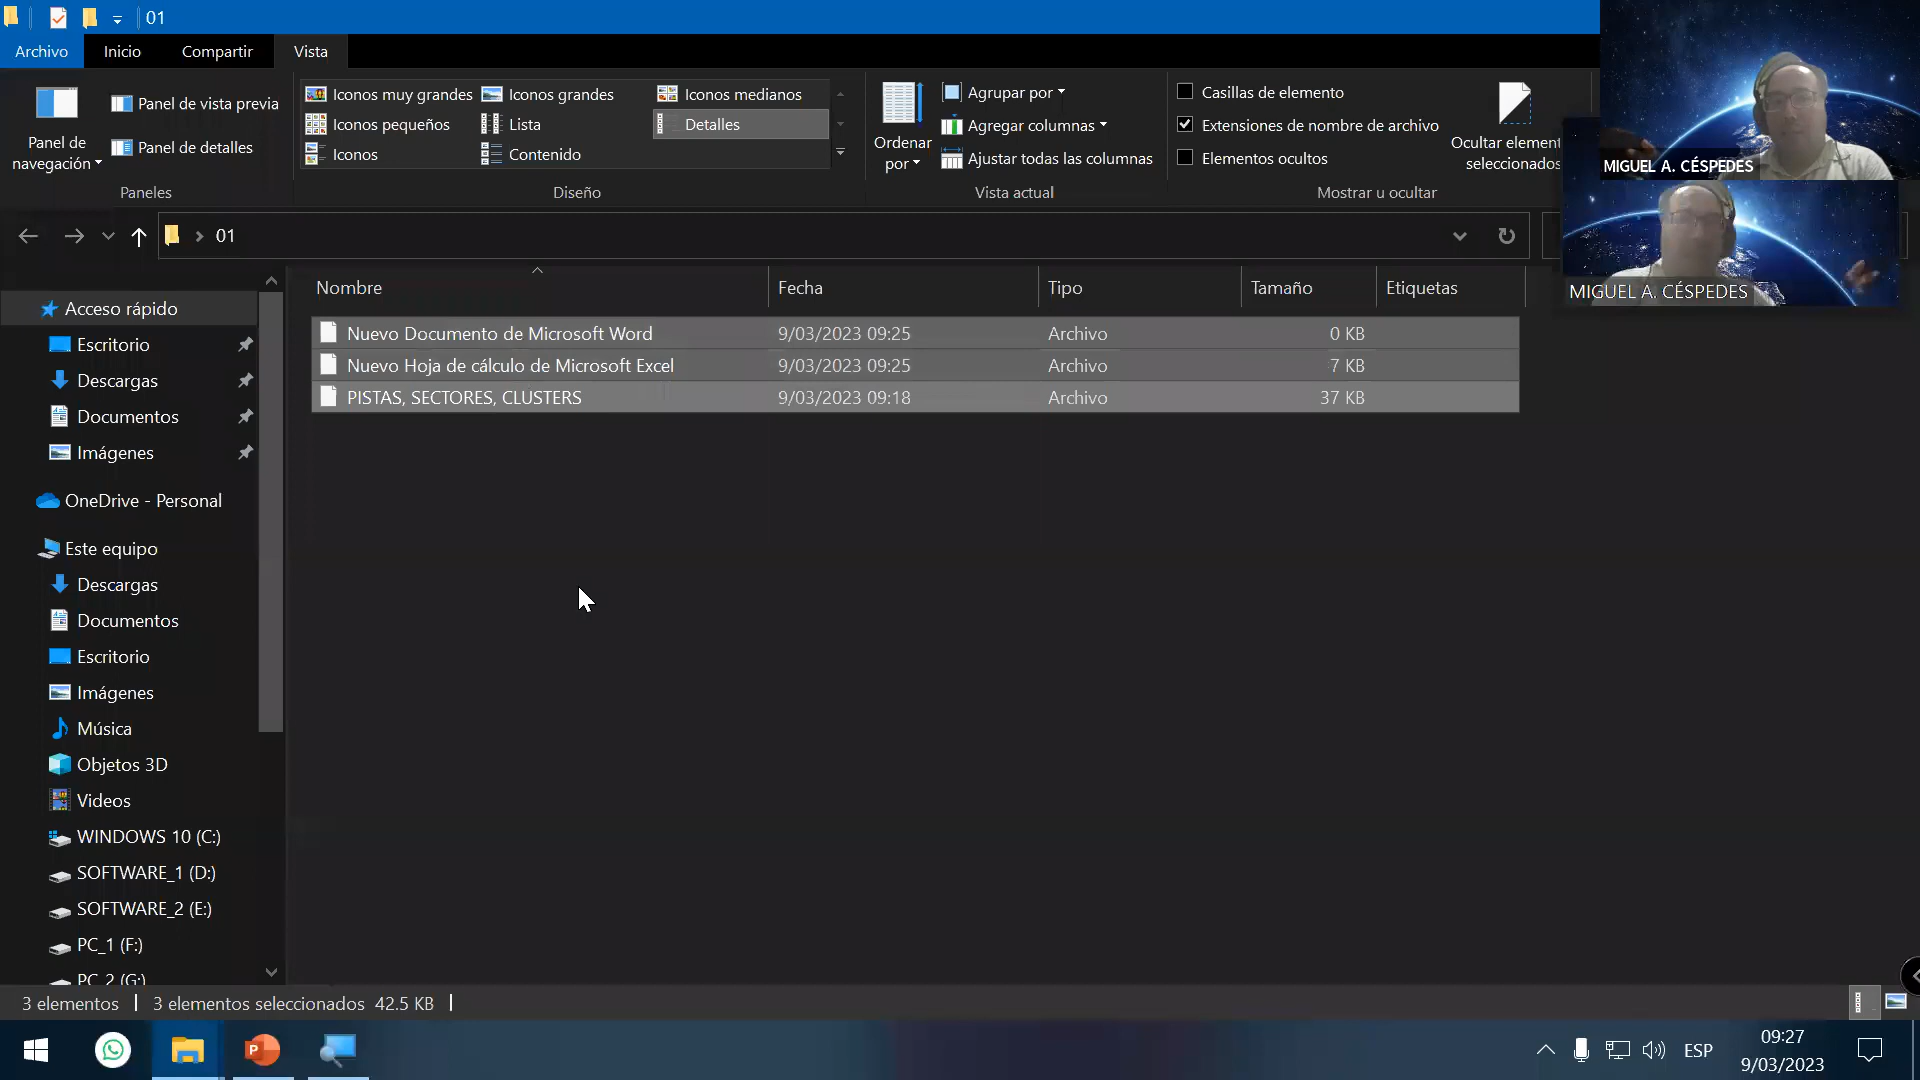 01
Archivo Inicio Compartir Vista
Panel de navegación
Panel de vista previa
Panel de detalles
Paneles
Iconos muy grandes Iconos grandes Iconos medianos
Iconos pequeños Lista Detalles
Iconos Contenido
Diseño
Ordenar por
Agrupar por
Agregar columnas
Ajustar todas las columnas
Vista actual
Casillas de elemento
Extensiones de nombre de archivo
Elementos ocultos
Ocultar element
seleccionados
Mostrar u ocultar
MIGUEL A. CÉSPEDES
MIGUEL A. CÉSPEDES
01
Nombre Fecha Tipo Tamaño Etiquetas
Nuevo Documento de Microsoft Word 9/03/2023 09:25 Archivo 0 KB
Nuevo Hoja de cálculo de Microsoft Excel 9/03/2023 09:25 Archivo 7 KB
PISTAS, SECTORES, CLUSTERS 9/03/2023 09:18 Archivo 37 KB
Acceso rápido
Escritorio
Descargas
Documentos
Imágenes
OneDrive - Personal
Este equipo
Descargas
Documentos
Escritorio
Imágenes
Música
Objetos 3D
Videos
WINDOWS 10 (C:)
SOFTWARE_1 (D:)
SOFTWARE_2 (E:)
PC_1 (F:)
PC_2 (G:)
3 elementos 3 elementos seleccionados 42.5 KB
P
ESP
09:27
9/03/2023